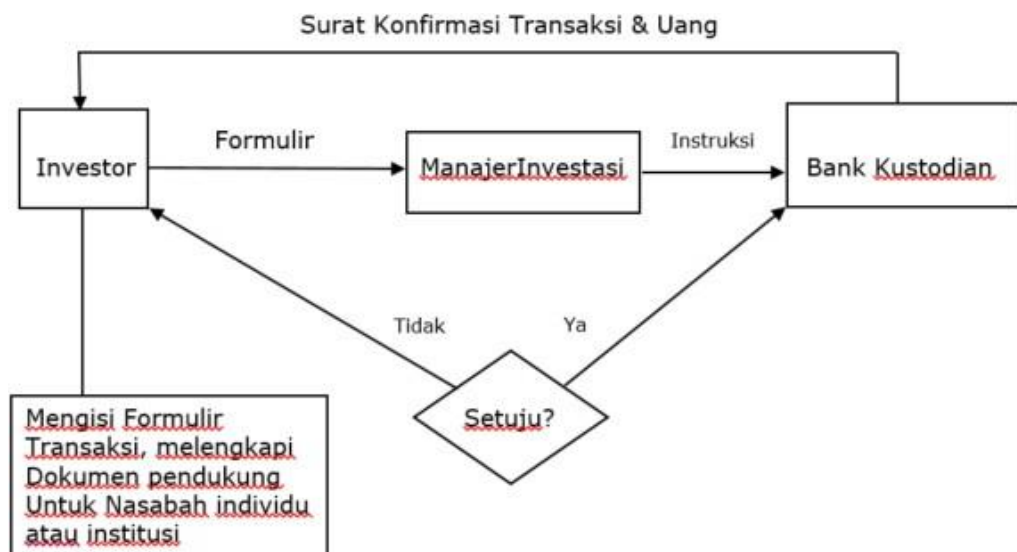 Surat Konfirmasi Transaksi & Uang
Investor
Formulir
ManajerInvestasi
Instruksi
Bank Kustodian
Tidak
Ya
Setuju?
Mengisi Formulir
Transaksi, melengkapi
Dokumen pendukung
Untuk Nasabah individu
atau institusi